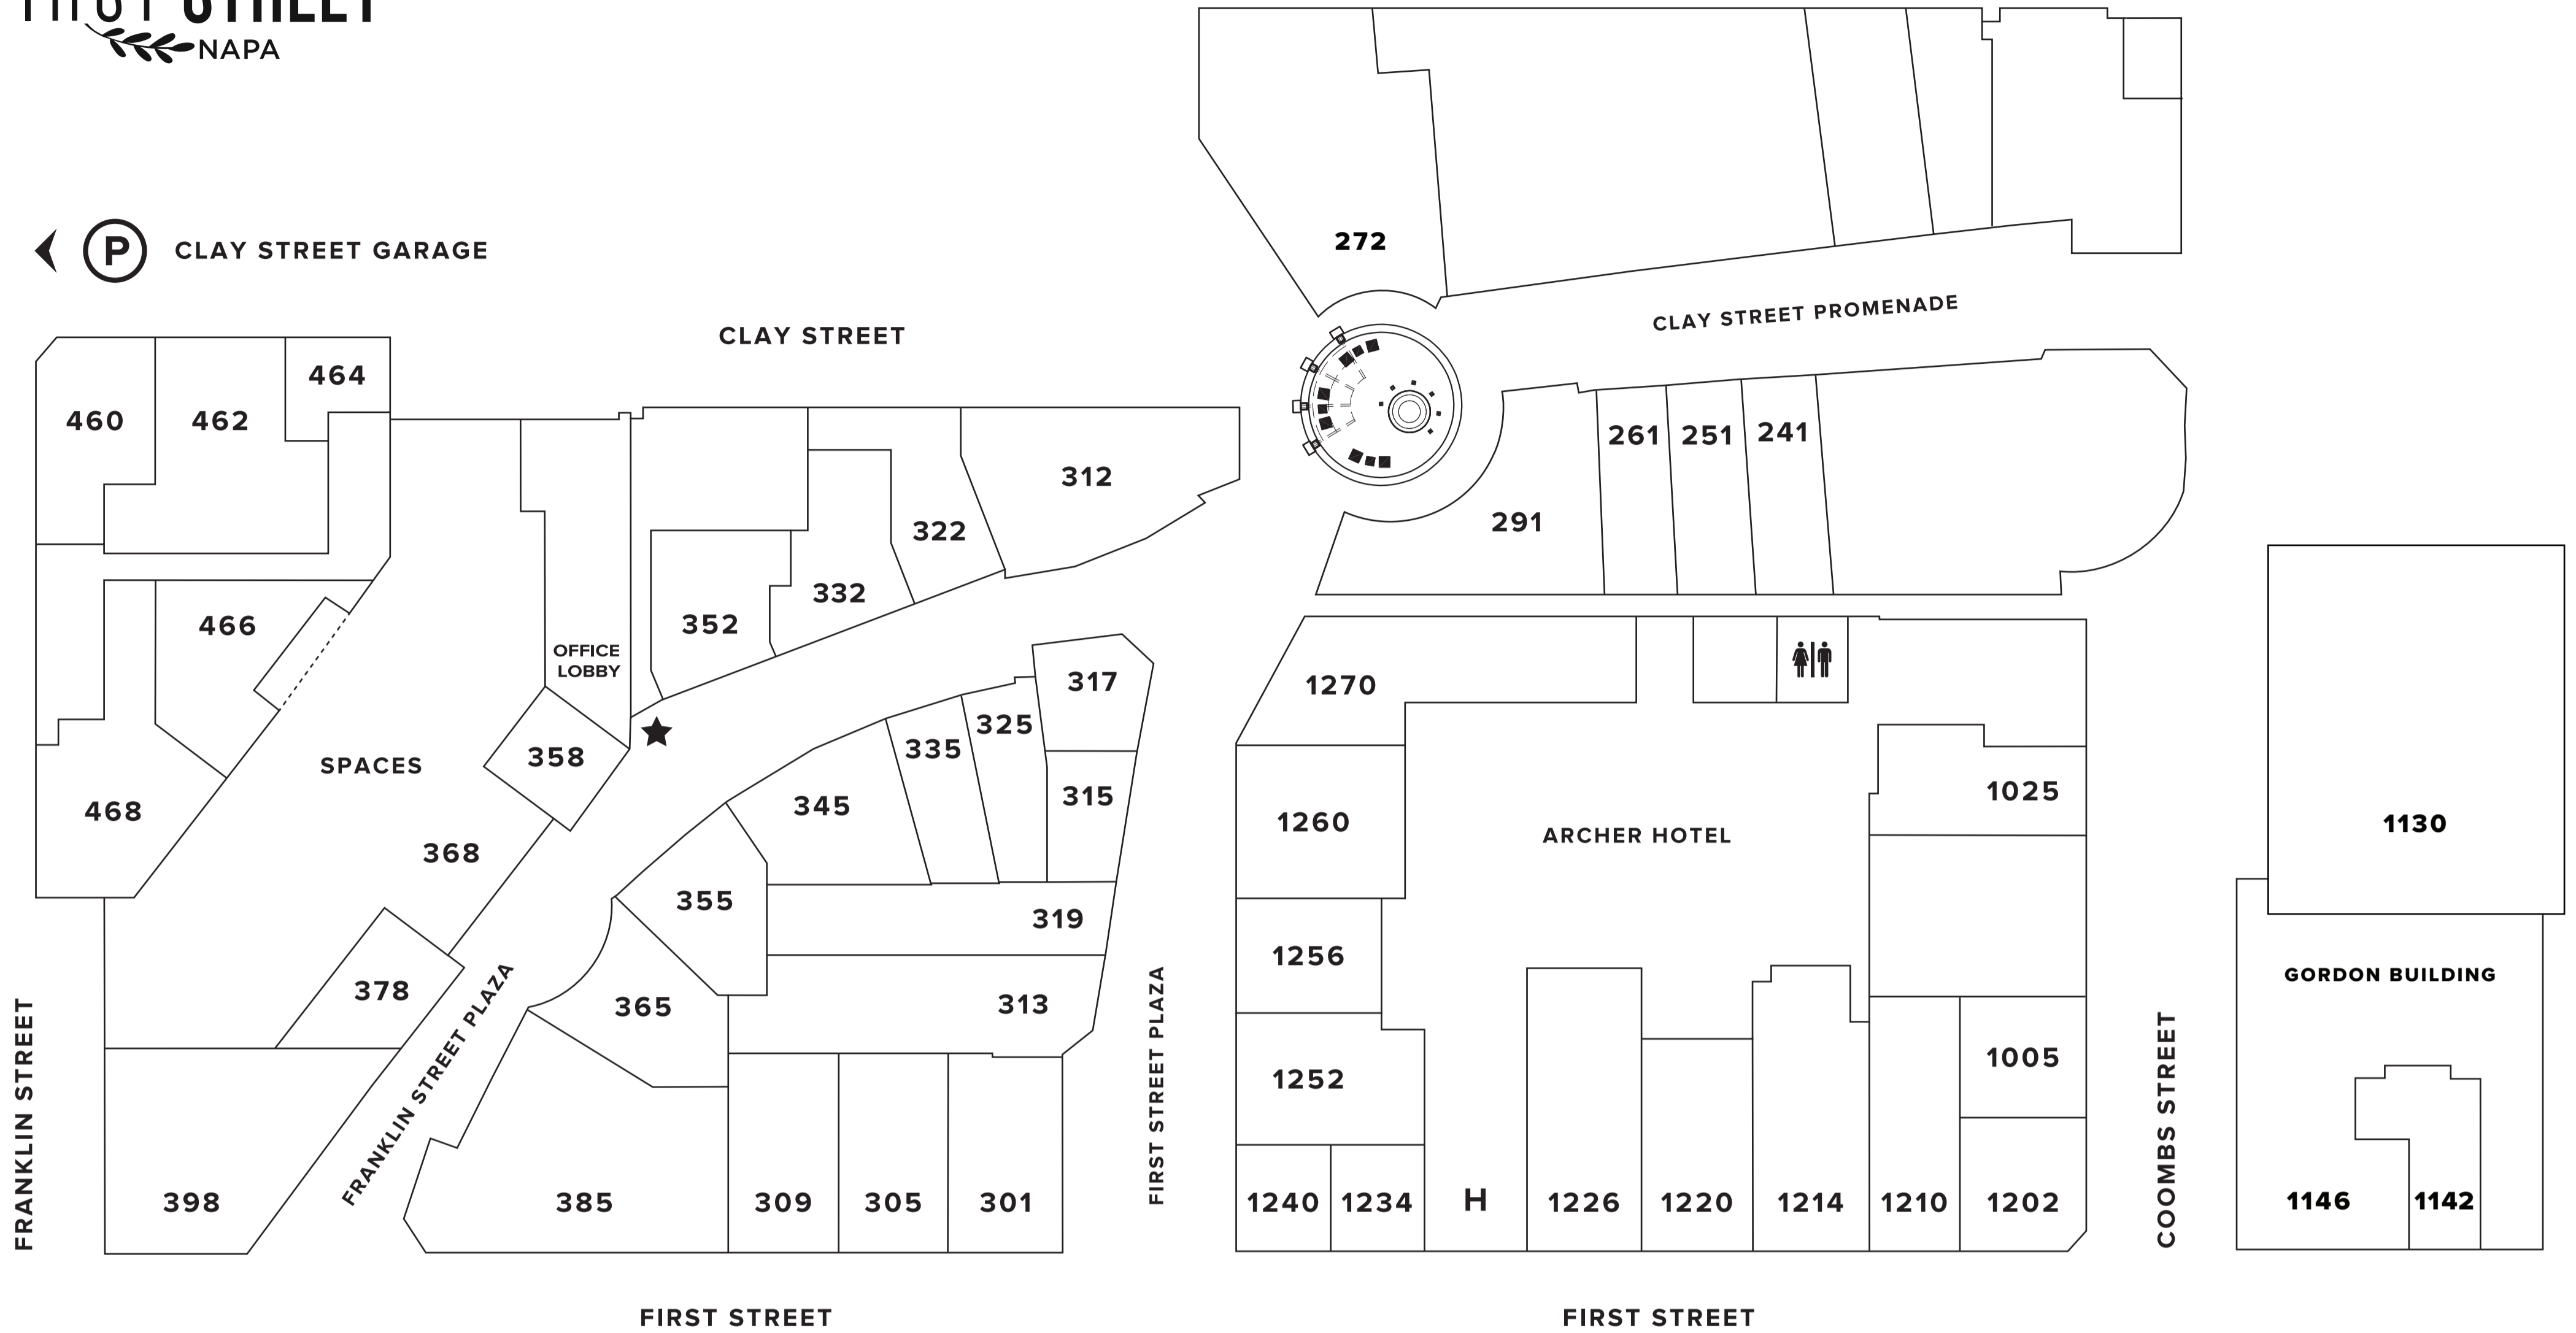 STREET
NAPA
P
CLAY STREET GARAGE
272
CLAY STREET PROMENADE
CLAY STREET
464
460
462
312
261
251
241
322
291
332
352
466
OFFICE
LOBBY
317
325
335
358
SPACES
315
345
468
368
355
319
313
365
378
1270
1260
ARCHER HOTEL
1025
1130
1256
GORDON BUILDING
1252
1005
FRANKLIN STREET
FRANKLIN STREET PLAZA
FIRST STREET PLAZA
COOMBS STREET
398
385
309
305
301
1240
1234
H
1226
1220
1214
1210
1202
1146
1142
FIRST STREET
FIRST STREET